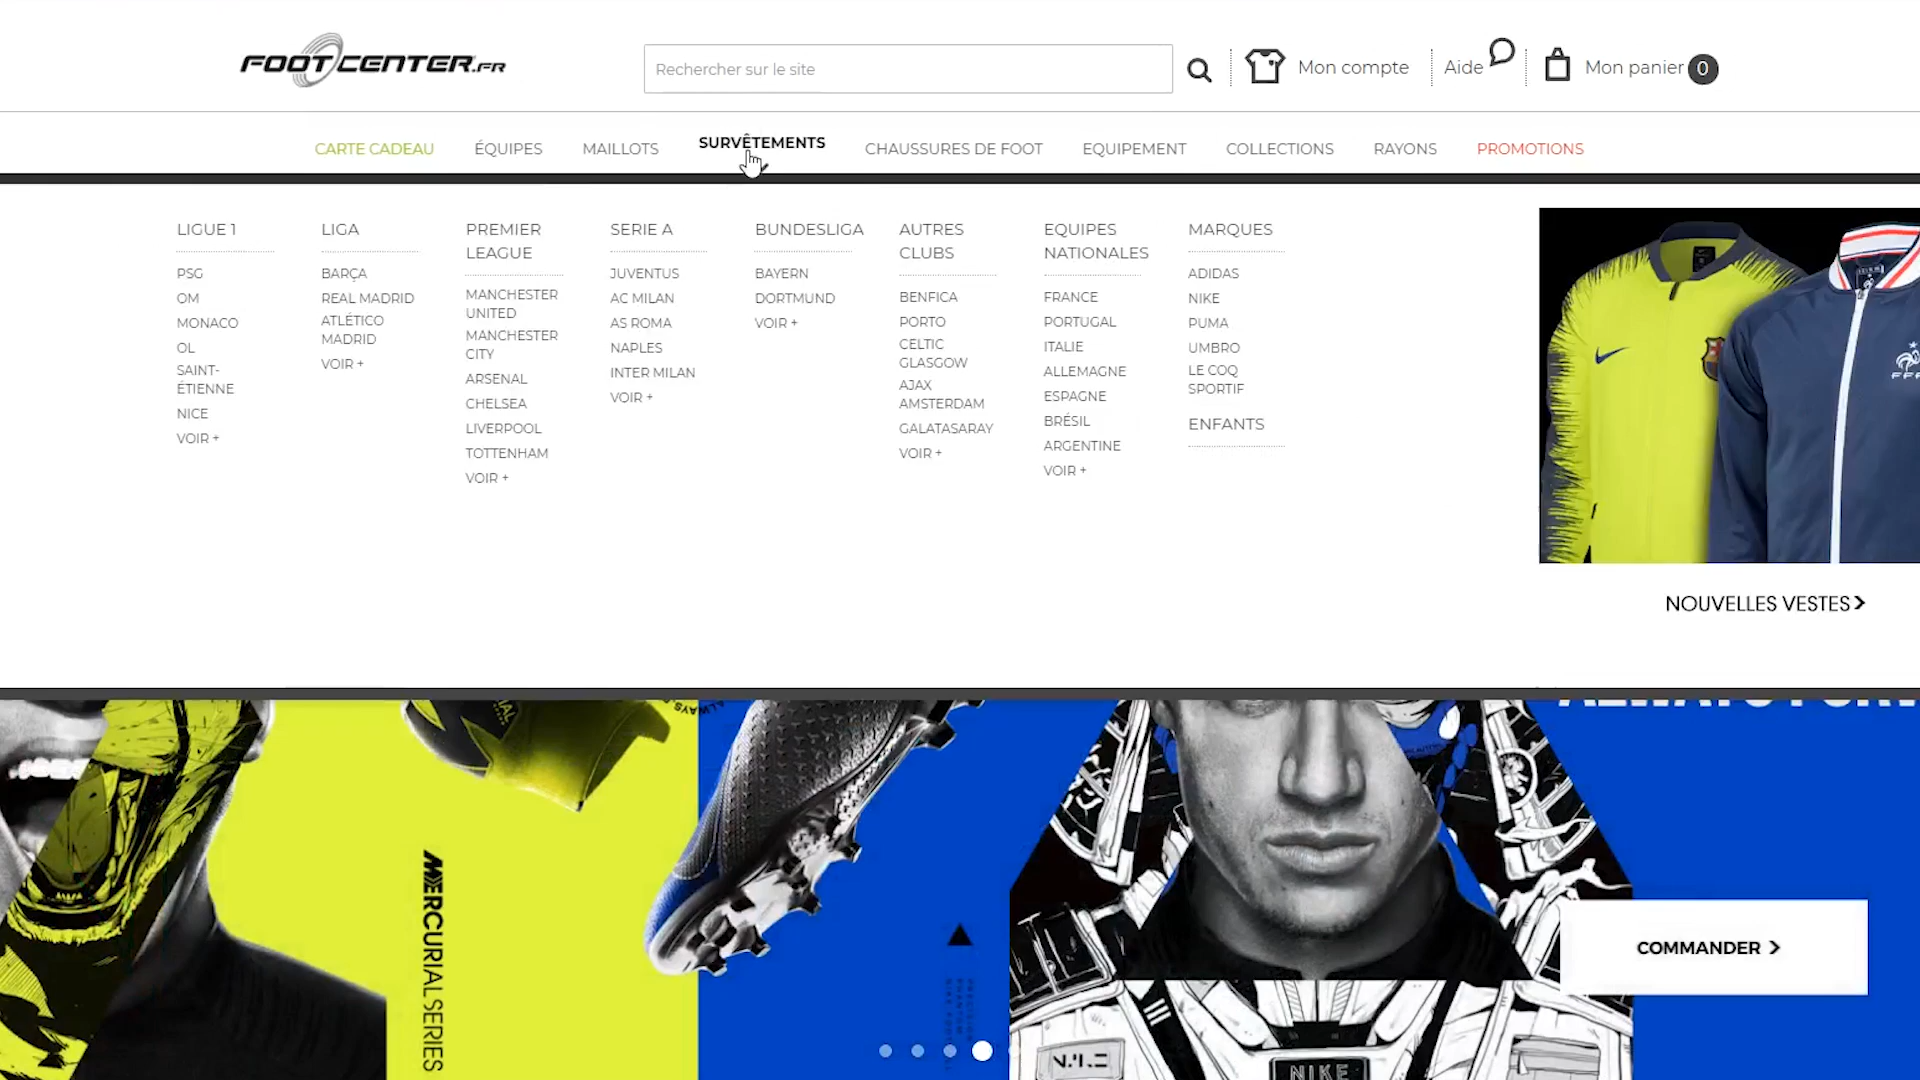 FOOTCENTER.FR
Rechercher sur le site
Mon compte
Aide
Mon panier 0
CARTE CADEAU
ÉQUIPES
MAILLOTS
SURVÊTEMENTS
CHAUSSURES DE FOOT
EQUIPEMENT
COLLECTIONS
RAYONS
PROMOTIONS
LIGUE 1
PSG
OM
MONACO
OL
SAINT-
ÉTIENNE
NICE
VOIR +
LIGA
BARÇA
REAL MADRID
ATLÉTICO
MADRID
VOIR +
PREMIER
LEAGUE
MANCHESTER
UNITED
MANCHESTER
CITY
ARSENAL
CHELSEA
LIVERPOOL
TOTTENHAM
VOIR +
SERIE A
JUVENTUS
AC MILAN
AS ROMA
NAPLES
INTER MILAN
VOIR +
BUNDESLIGA
BAYERN
DORTMUND
VOIR +
AUTRES
CLUBS
BENFICA
PORTO
CELTIC
GLASGOW
AJAX
AMSTERDAM
GALATASARAY
VOIR +
EQUIPES
NATIONALES
FRANCE
PORTUGAL
ITALIE
ALLEMAGNE
ESPAGNE
BRÉSIL
ARGENTINE
VOIR +
MARQUES
ADIDAS
NIKE
PUMA
UMBRO
LE COQ
SPORTIF
ENFANTS
NOUVELLES VESTES
MERCURIAL SERIES
COMMANDER
NIKE